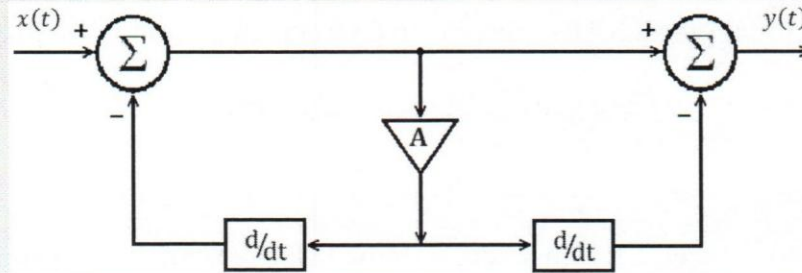 x(t) + + y(t)
Σ Σ
− −
A
d/dt d/dt